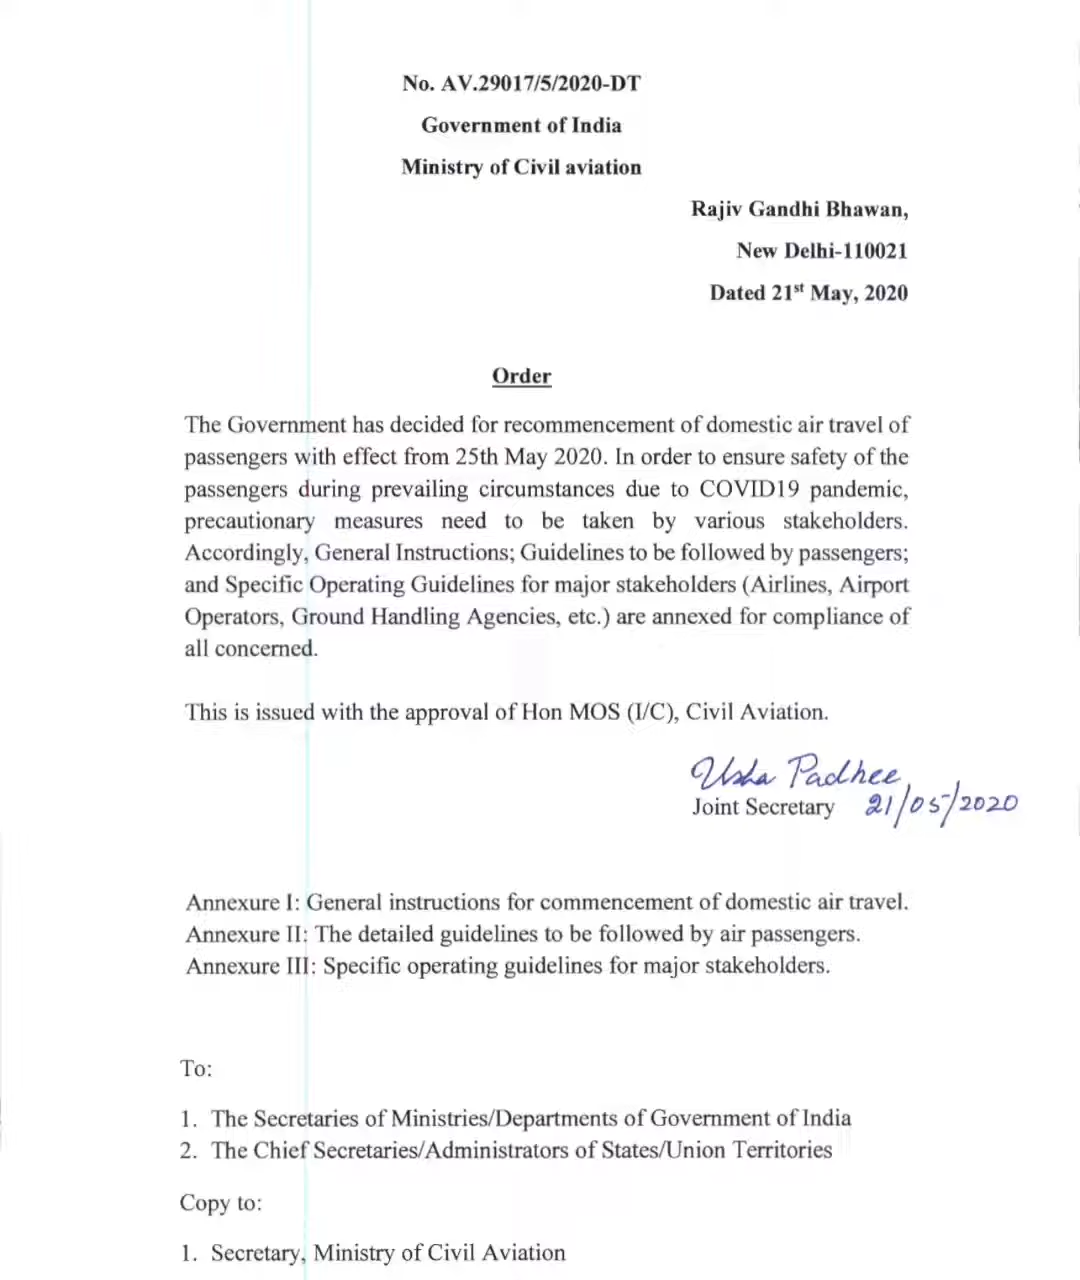 No. AV.29017/5/2020-DT
Government of India
Ministry of Civil aviation
Rajiv Gandhi Bhawan,
New Delhi-110021
Dated 21st May, 2020
Order
The Government has decided for recommencement of domestic air travel of
passengers with effect from 25th May 2020. In order to ensure safety of the
passengers during prevailing circumstances due to COVID19 pandemic,
precautionary measures need to be taken by various stakeholders.
Accordingly, General Instructions; Guidelines to be followed by passengers;
and Specific Operating Guidelines for major stakeholders (Airlines, Airport
Operators, Ground Handling Agencies, etc.) are annexed for compliance of
all concerned.
This is issued with the approval of Hon MOS (I/C), Civil Aviation.
Usha Padhee
Joint Secretary 21/05/2020
Annexure I: General instructions for commencement of domestic air travel.
Annexure II: The detailed guidelines to be followed by air passengers.
Annexure III: Specific operating guidelines for major stakeholders.
To:
1. The Secretaries of Ministries/Departments of Government of India
2. The Chief Secretaries/Administrators of States/Union Territories
Copy to:
1. Secretary, Ministry of Civil Aviation